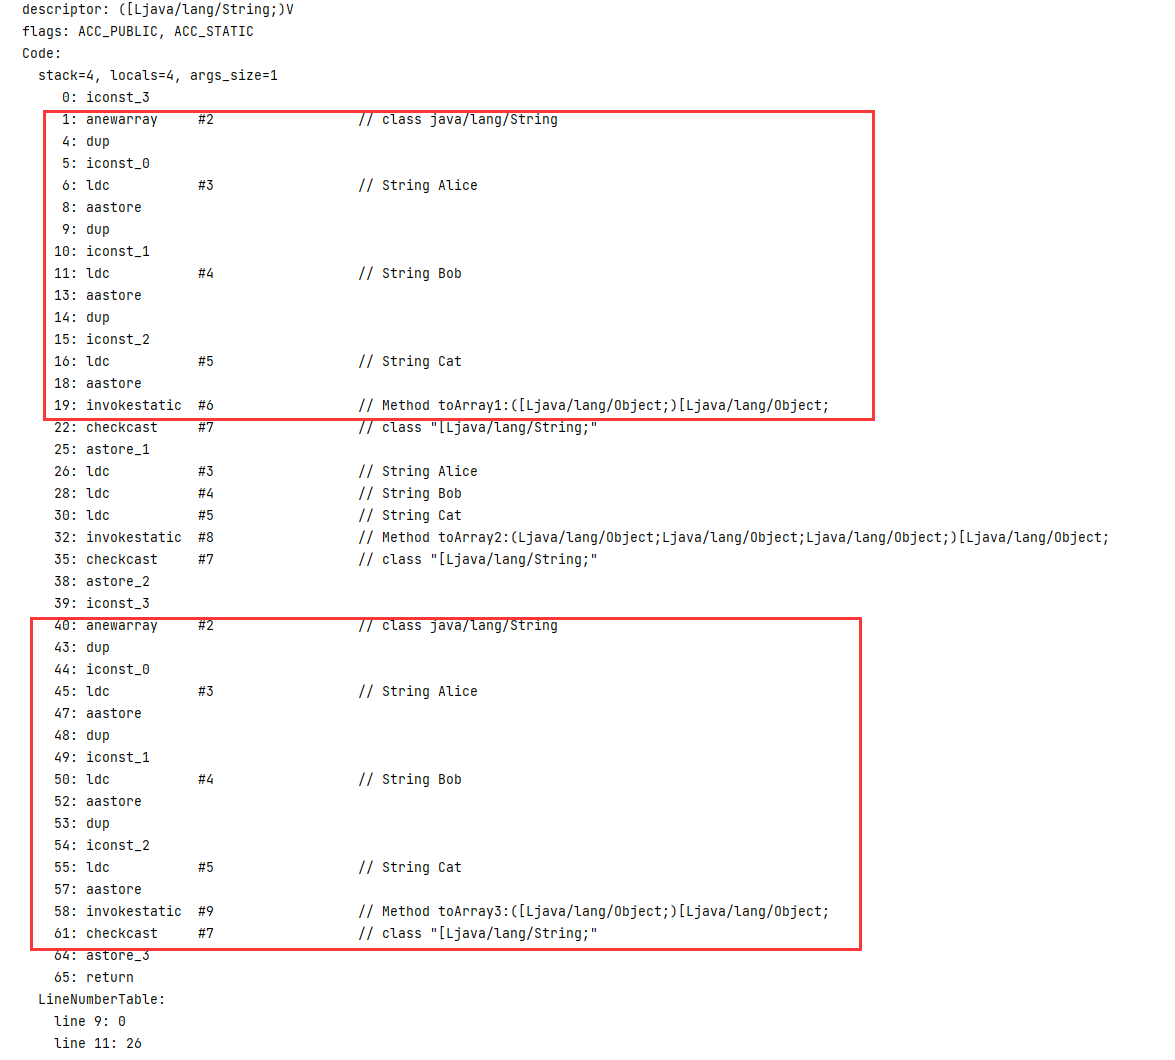 descriptor: ([Ljava/lang/String;)V
flags: ACC_PUBLIC, ACC_STATIC
Code:
stack=4, locals=4, args_size=1
0: iconst_3
1: anewarray #2 // class java/lang/String
4: dup
5: iconst_0
6: ldc #3 // String Alice
8: aastore
9: dup
10: iconst_1
11: ldc #4 // String Bob
13: aastore
14: dup
15: iconst_2
16: ldc #5 // String Cat
18: aastore
19: invokestatic #6 // Method toArray1:([Ljava/lang/Object;)[Ljava/lang/Object;
22: checkcast #7 // class "[Ljava/lang/String;"
25: astore_1
26: ldc #3 // String Alice
28: ldc #4 // String Bob
30: ldc #5 // String Cat
32: invokestatic #8 // Method toArray2:(Ljava/lang/Object;Ljava/lang/Object;Ljava/lang/Object;)[Ljava/lang/Object;
35: checkcast #7 // class "[Ljava/lang/String;"
38: astore_2
39: iconst_3
40: anewarray #2 // class java/lang/String
43: dup
44: iconst_0
45: ldc #3 // String Alice
47: aastore
48: dup
49: iconst_1
50: ldc #4 // String Bob
52: aastore
53: dup
54: iconst_2
55: ldc #5 // String Cat
57: aastore
58: invokestatic #9 // Method toArray3:([Ljava/lang/Object;)[Ljava/lang/Object;
61: checkcast #7 // class "[Ljava/lang/String;"
64: astore_3
65: return
LineNumberTable:
line 9: 0
line 11: 26